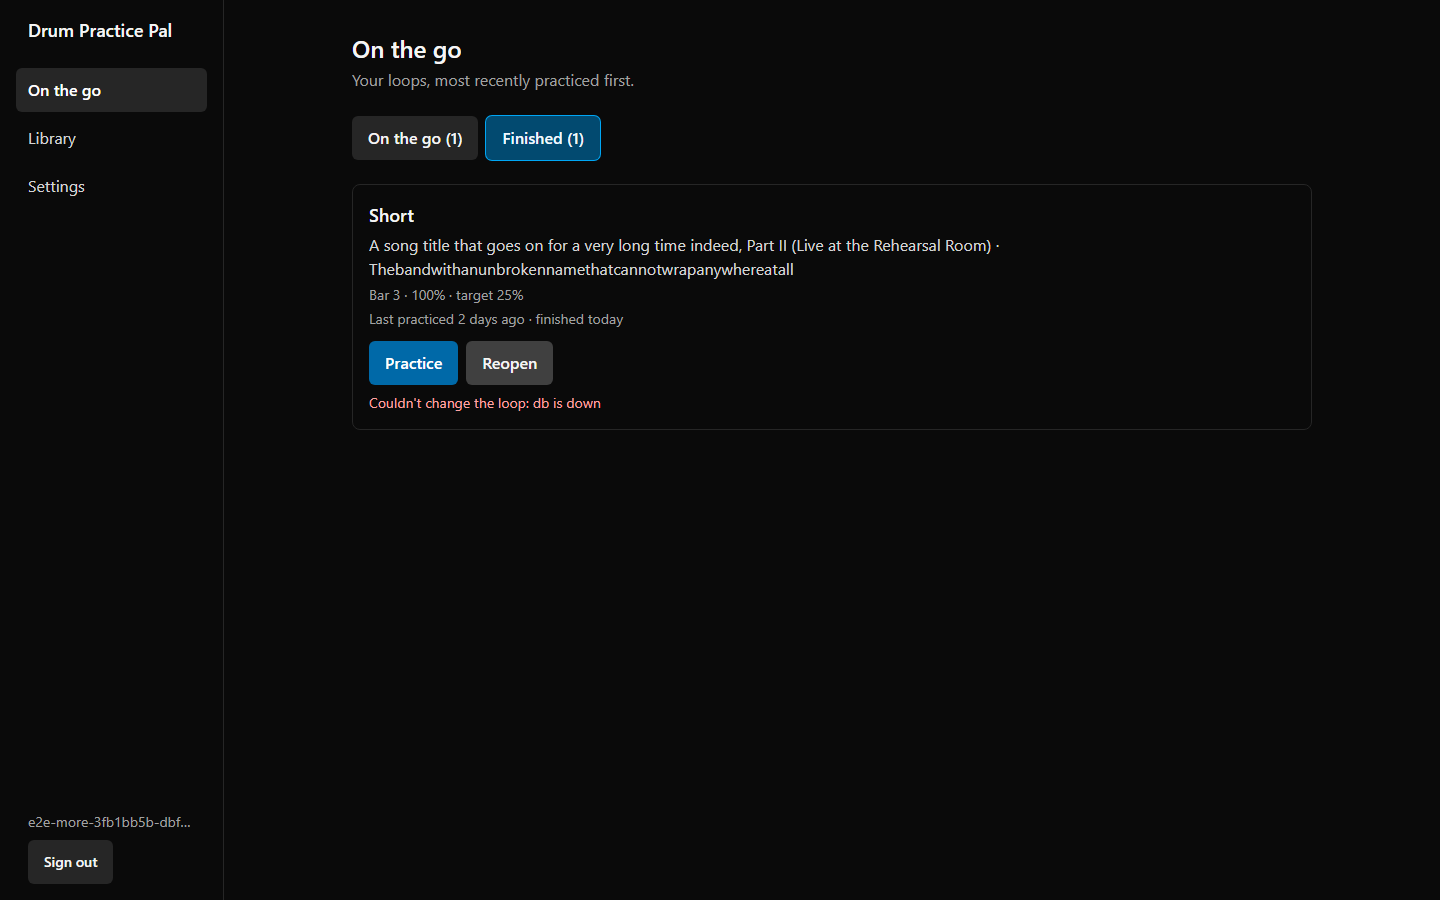 Drum Practice Pal
On the go
Library
Settings
e2e-more-3fb1bb5b-dbf...
Sign out
On the go
Your loops, most recently practiced first.
On the go (1)
Finished (1)
Short
A song title that goes on for a very long time indeed, Part II (Live at the Rehearsal Room) ·
Thebandwithanunbrokennamethatcannotwrapanywhereatall
Bar 3 · 100% · target 25%
Last practiced 2 days ago · finished today
Practice
Reopen
Couldn't change the loop: db is down